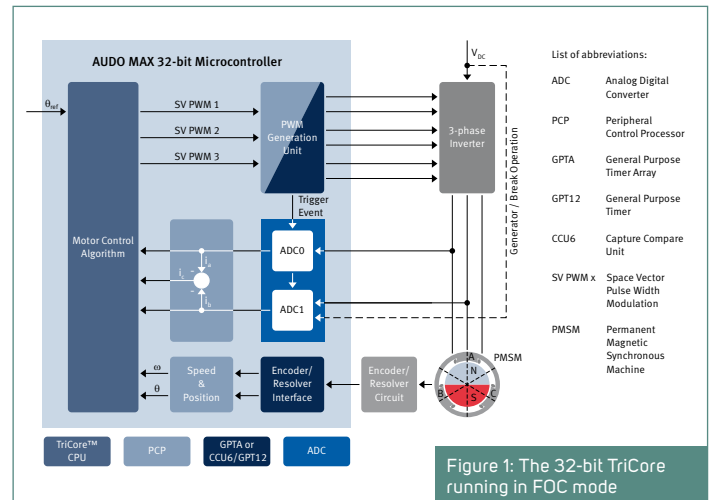 AUDO MAX 32-bit Microcontroller
θref
SV PWM 1
SV PWM 2
SV PWM 3
PWM
Generation
Unit
Trigger
Event
3-phase
Inverter
VDC
Generator / Break Operation
Motor Control
Algorithm
ia
ic
ib
ADC0
ADC1
ω
θ
Speed
&
Position
Encoder/
Resolver
Interface
Encoder/
Resolver
Circuit
PMSM
A
N
B
S
C
TriCore™
CPU
PCP
GPTA or
CCU6/GPT12
ADC
List of abbreviations:
ADC Analog Digital
Converter
PCP Peripheral
Control Processor
GPTA General Purpose
Timer Array
GPT12 General Purpose
Timer
CCU6 Capture Compare
Unit
SV PWM x Space Vector
Pulse Width
Modulation
PMSM Permanent
Magnetic
Synchronous
Machine
Figure 1: The 32-bit TriCore
running in FOC mode